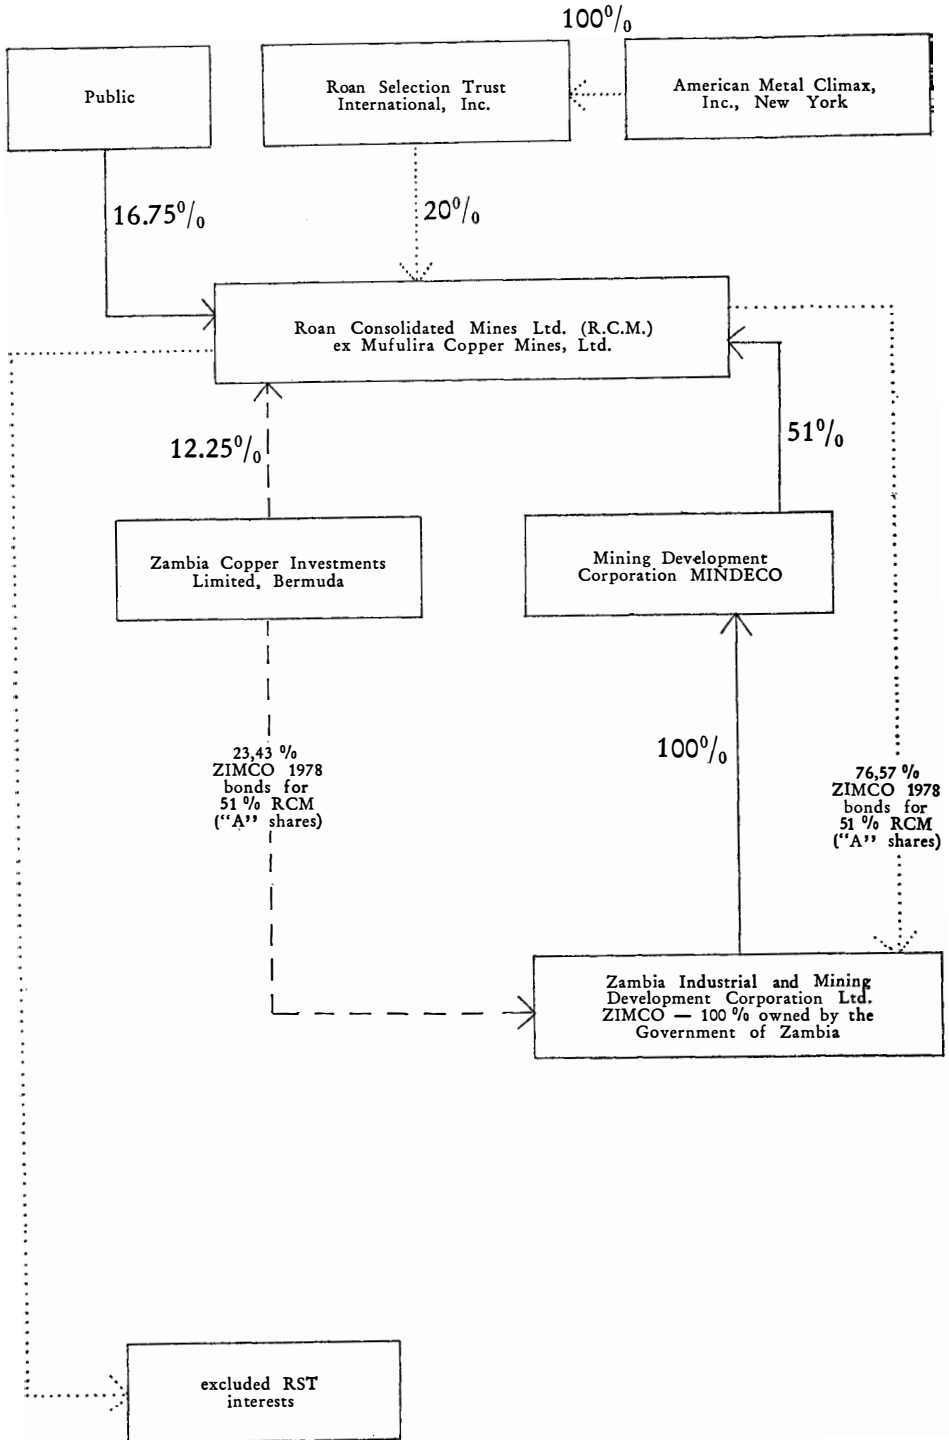 100%
Public
Roan Selection Trust
International, Inc.
American Metal Climax,
Inc., New York
16.75%
20%
Roan Consolidated Mines Ltd. (R.C.M.)
ex Mufulira Copper Mines, Ltd.
12.25%
51%
Zambia Copper Investments
Limited, Bermuda
Mining Development
Corporation MINDECO
23,43 %
ZIMCO 1978
bonds for
51 % RCM
("A" shares)
100%
76,57 %
ZIMCO 1978
bonds for
51 % RCM
("A" shares)
Zambia Industrial and Mining
Development Corporation Ltd.
ZIMCO — 100 % owned by the
Government of Zambia
excluded RST
interests